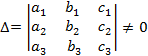 Δ= | a₁ b₁ c₁ |
| a₂ b₂ c₂ | ≠ 0
| a₃ b₃ c₃ |